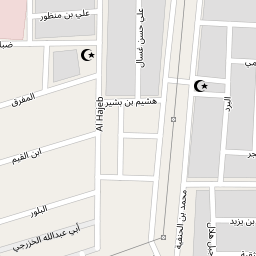 علي بن منظور
علي حسن غسال
المفرق
Al Hajeb
هشيم بن بشير
البرد
ابن القيم
البلور
أبي عبدالله الخزرجي
محمد بن الحنفية
بن يزيد